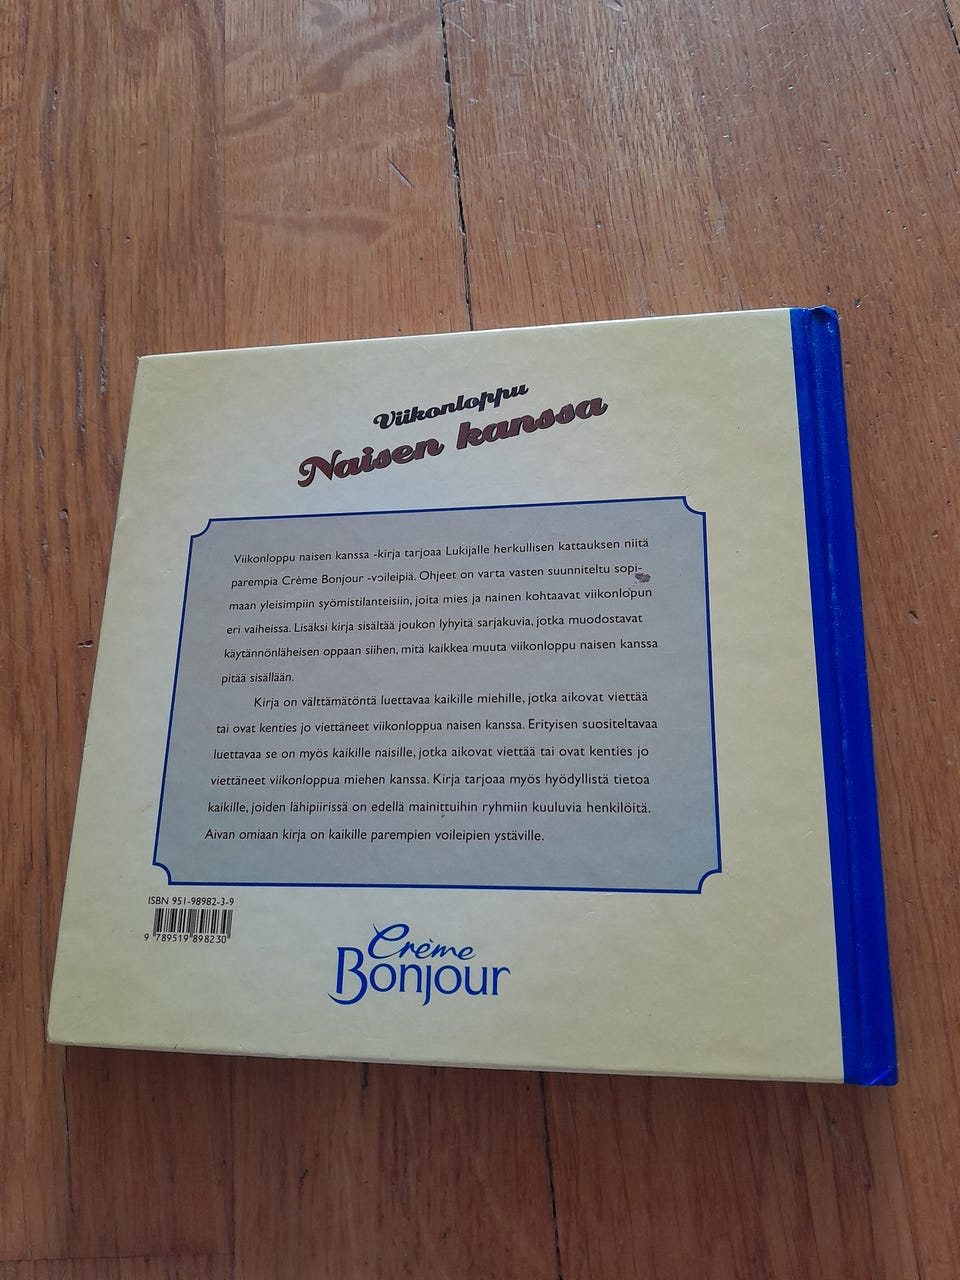 Viikonloppu
Naisen kanssa
Viikonloppu naisen kanssa -kirja tarjoaa Lukijalle herkullisen kattauksen niitä
parempia Crème Bonjour -voileipiä. Ohjeet on varta vasten suunniteltu sopi-
maan yleisimpiin syömistilanteisiin, joita mies ja nainen kohtaavat viikonlopun
eri vaiheissa. Lisäksi kirja sisältää joukon lyhyitä sarjakuvia, jotka muodostavat
käytännönläheisen oppaan siihen, mitä kaikkea muuta viikonloppu naisen kanssa
pitää sisällään.
Kirja on välttämätöntä luettavaa kaikille miehille, jotka aikovat viettää
tai ovat kenties jo viettäneet viikonloppua naisen kanssa. Erityisen suositeltavaa
luettavaa se on myös kaikille naisille, jotka aikovat viettää tai ovat kenties jo
viettäneet viikonloppua miehen kanssa. Kirja tarjoaa myös hyödyllistä tietoa
kaikille, joiden lähipiirissä on edellä mainittuihin ryhmiin kuuluvia henkilöitä.
Aivan omiaan kirja on kaikille parempien voileipien ystäville.
ISBN 951-98982-3-9
9 789519 898230
Crème
Bonjour